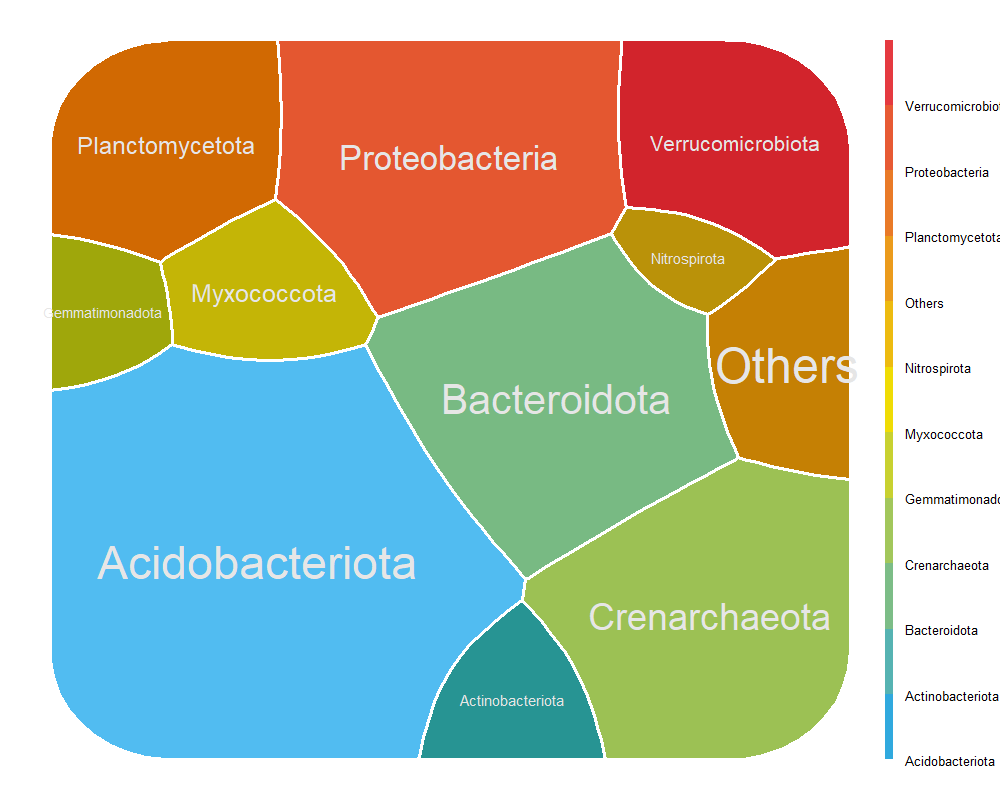 Planctomycetota
Proteobacteria
Verrucomicrobiota
Nitrospirota
Gemmatimonadota
Myxococcota
Others
Bacteroidota
Acidobacteriota
Crenarchaeota
Actinobacteriota
Verrucomicrobiot
Proteobacteria
Planctomycetota
Others
Nitrospirota
Myxococcota
Gemmatimonado
Crenarchaeota
Bacteroidota
Actinobacteriota
Acidobacteriota